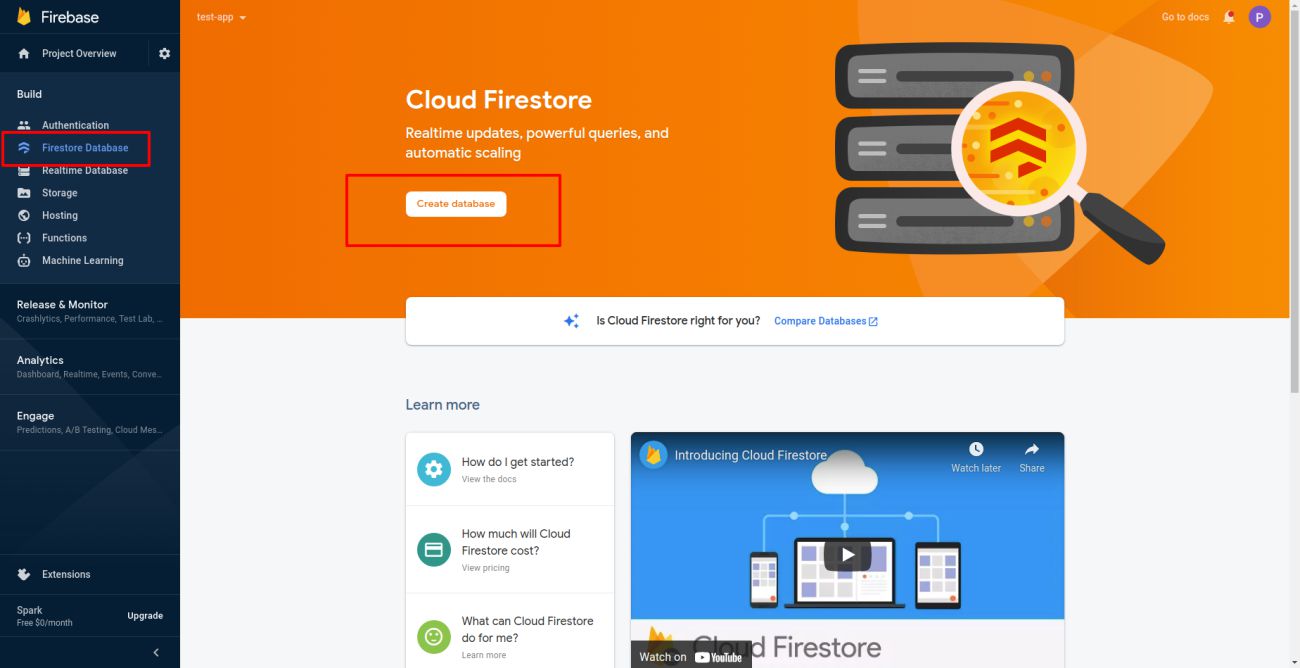 Firebase
test-app
Go to docs
P
Project Overview
Build
Authentication
Firestore Database
Realtime Database
Storage
Hosting
Functions
Machine Learning
Release & Monitor
Crashlytics, Performance, Test Lab, ...
Analytics
Dashboard, Realtime, Events, Conve...
Engage
Predictions, A/B Testing, Cloud Mes...
Extensions
Spark
Free $0/month
Upgrade
Cloud Firestore
Realtime updates, powerful queries, and
automatic scaling
Create database
Is Cloud Firestore right for you? Compare Databases
Learn more
How do I get started?
View the docs
How much will Cloud
Firestore cost?
View pricing
What can Cloud Firestore
do for me?
Learn more
Introducing Cloud Firestore
Watch later
Share
Cloud Firestore
Watch on YouTube